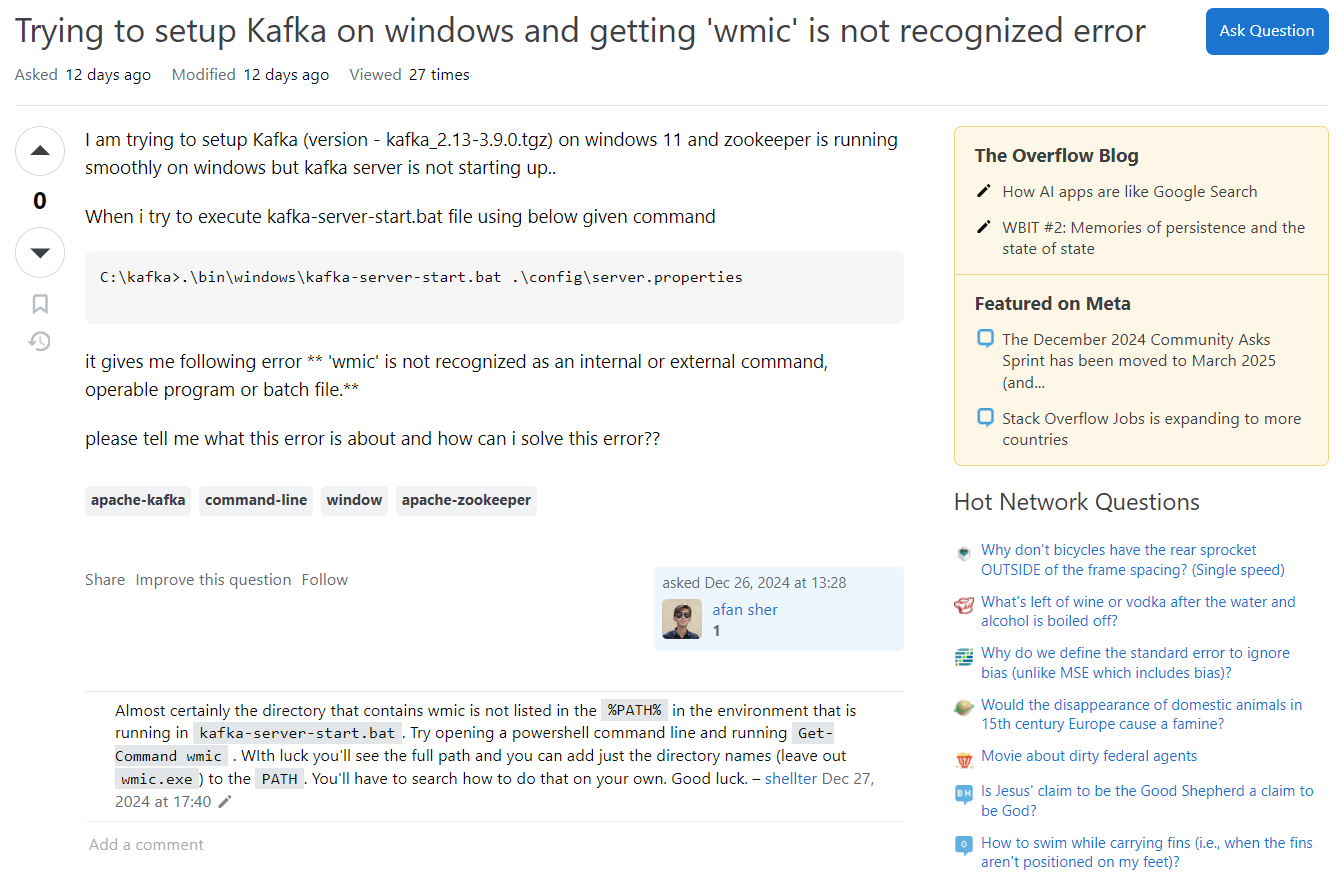 Trying to setup Kafka on windows and getting 'wmic' is not recognized error
Ask Question
Asked 12 days ago Modified 12 days ago Viewed 27 times
0
I am trying to setup Kafka (version - kafka_2.13-3.9.0.tgz) on windows 11 and zookeeper is running
smoothly on windows but kafka server is not starting up..
When i try to execute kafka-server-start.bat file using below given command
C:\kafka>.\bin\windows\kafka-server-start.bat .\config\server.properties
it gives me following error ** 'wmic' is not recognized as an internal or external command,
operable program or batch file.**
please tell me what this error is about and how can i solve this error??
apache-kafka command-line window apache-zookeeper
Share Improve this question Follow
asked Dec 26, 2024 at 13:28
afan sher
1
Almost certainly the directory that contains wmic is not listed in the %PATH% in the environment that is
running in kafka-server-start.bat. Try opening a powershell command line and running Get-
Command wmic . WIth luck you'll see the full path and you can add just the directory names (leave out
wmic.exe) to the PATH. You'll have to search how to do that on your own. Good luck. – shellter Dec 27,
2024 at 17:40
Add a comment
The Overflow Blog
How AI apps are like Google Search
WBIT #2: Memories of persistence and the
state of state
Featured on Meta
The December 2024 Community Asks
Sprint has been moved to March 2025
(and...
Stack Overflow Jobs is expanding to more
countries
Hot Network Questions
Why don't bicycles have the rear sprocket
OUTSIDE of the frame spacing? (Single speed)
What's left of wine or vodka after the water and
alcohol is boiled off?
Why do we define the standard error to ignore
bias (unlike MSE which includes bias)?
Would the disappearance of domestic animals in
15th century Europe cause a famine?
Movie about dirty federal agents
BH
Is Jesus' claim to be the Good Shepherd a claim to
be God?
How to swim while carrying fins (i.e., when the fins
aren't positioned on my feet)?